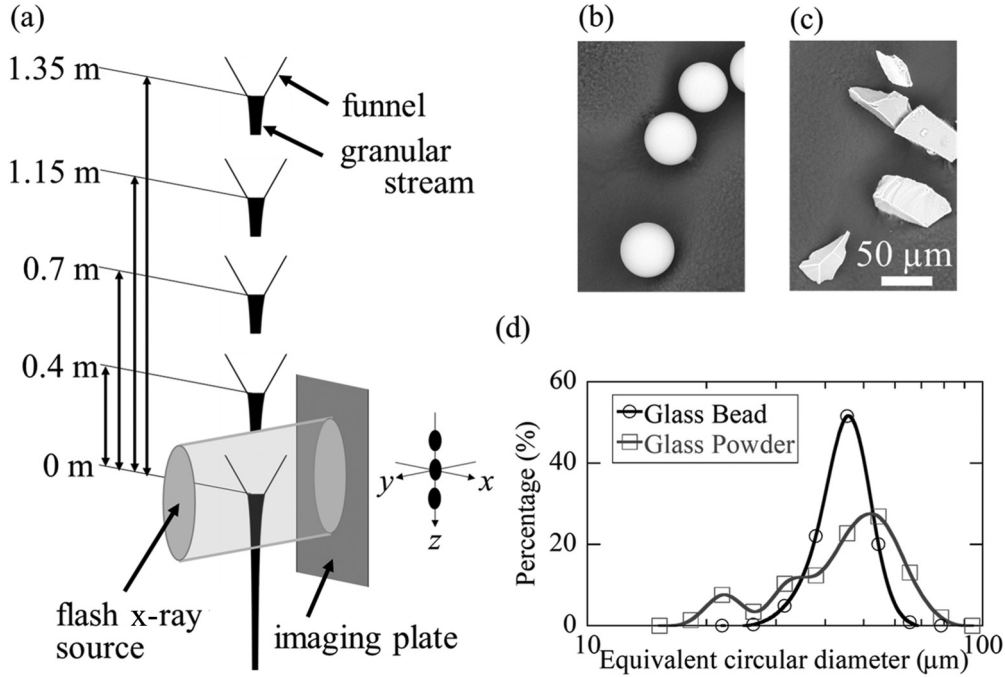 (a)
1.35 m
funnel
granular
stream
1.15 m
0.7 m
0.4 m
0 m
y
x
z
flash x-ray
source
imaging plate
(b)
(c)
50 µm
(d)
60
40
20
0
Percentage (%)
Glass Bead
Glass Powder
10
100
Equivalent circular diameter (µm)